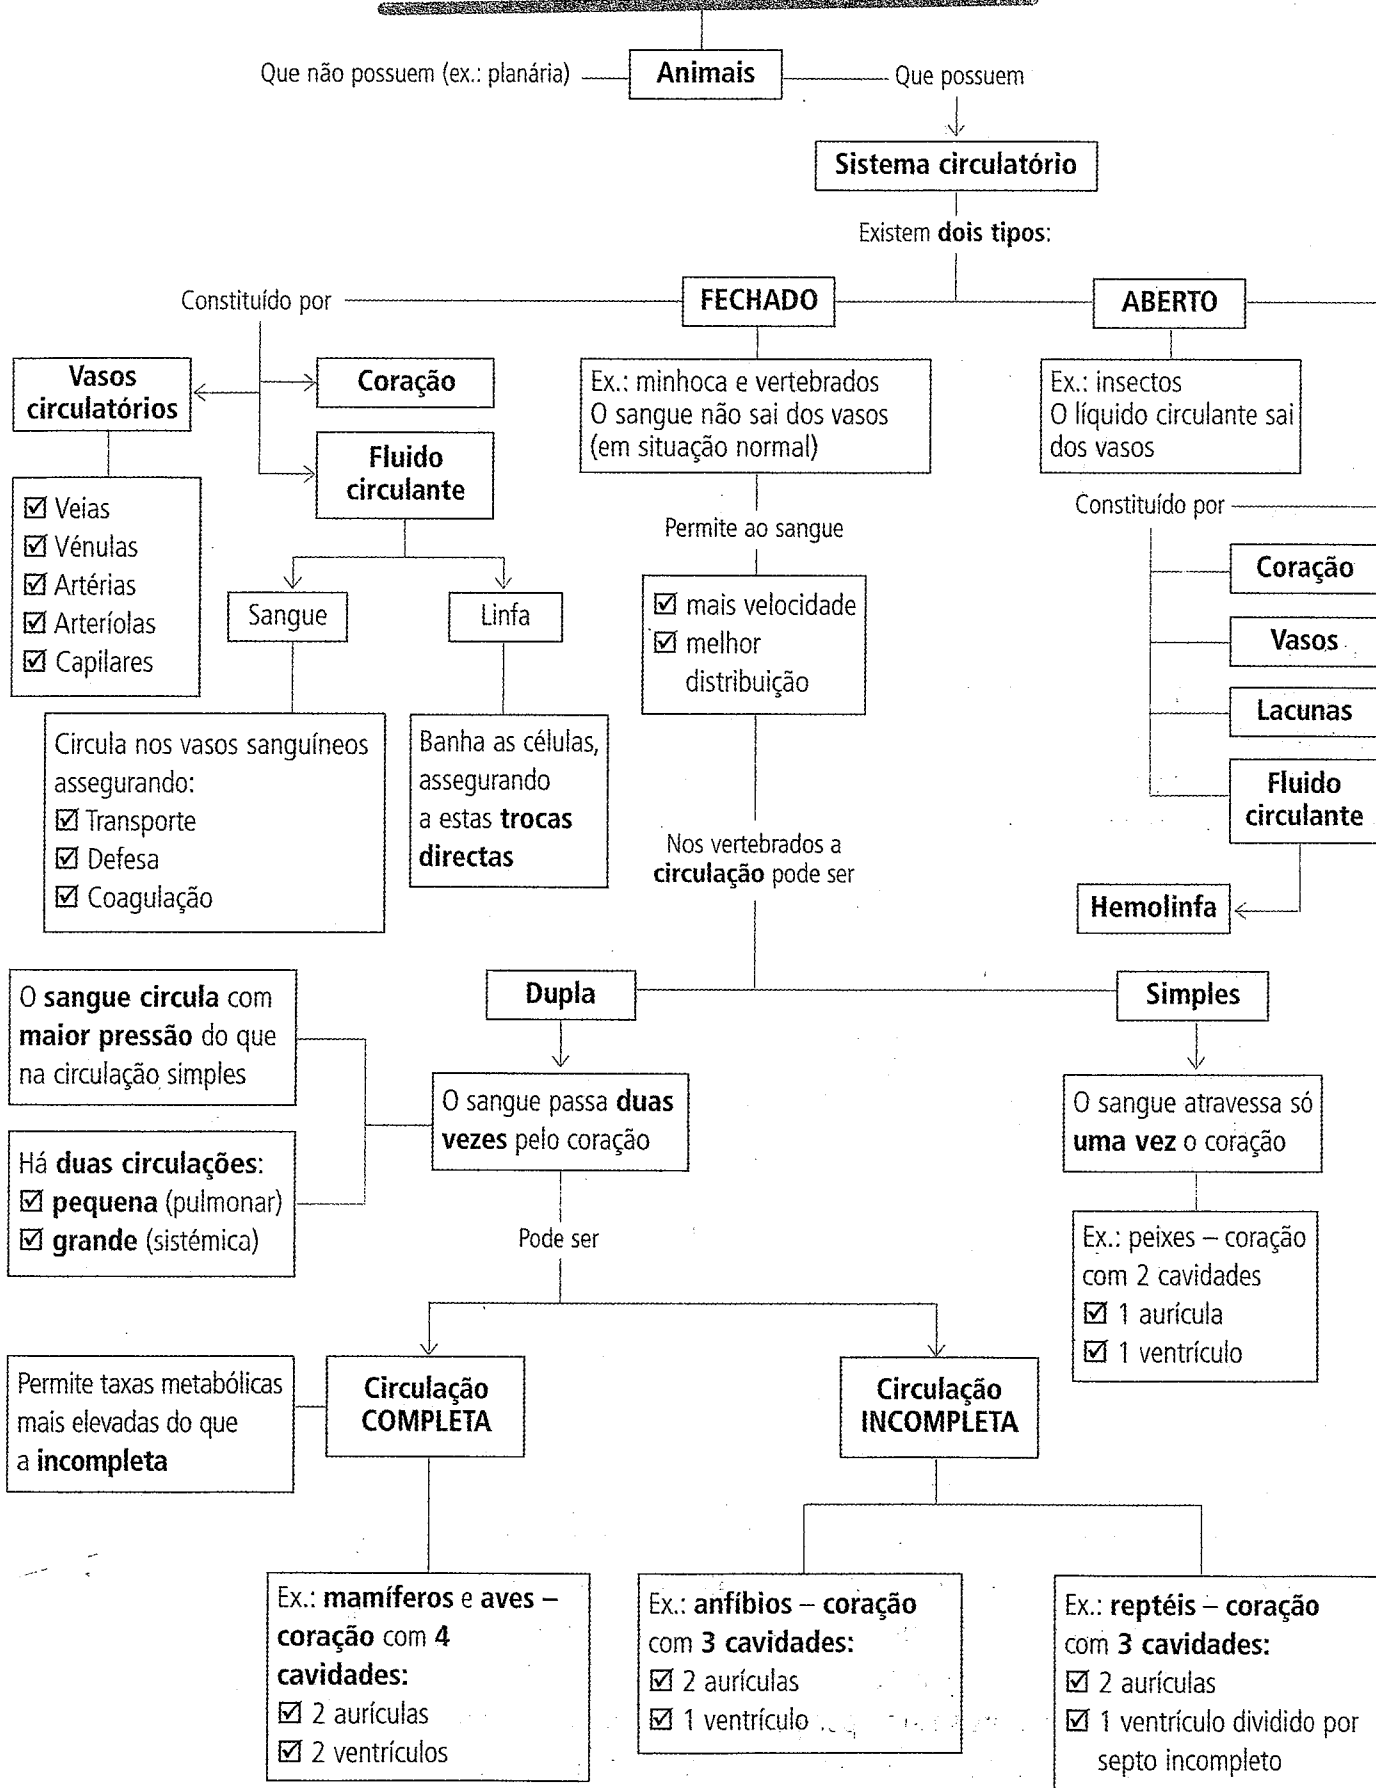 Que não possuem (ex.: planária)
Animais
Que possuem
Sistema circulatório
Existem dois tipos:
Constituído por
FECHADO
ABERTO
Vasos
circulatórios
Coração
Fluido
circulante
Ex.: minhoca e vertebrados
O sangue não sai dos vasos
(em situação normal)
Ex.: insectos
O líquido circulante sai
dos vasos
☑ Veias
☑ Vénulas
☑ Artérias
☑ Arteríolas
☑ Capilares
Sangue
Linfa
Permite ao sangue
☑ mais velocidade
☑ melhor
distribuição
Constituído por
Coração
Vasos
Lacunas
Fluido
circulante
Hemolinfa
Circula nos vasos sanguíneos
assegurando:
☑ Transporte
☑ Defesa
☑ Coagulação
Banha as células,
assegurando
a estas trocas
directas
Nos vertebrados a
circulação pode ser
O sangue circula com
maior pressão do que
na circulação simples
Dupla
Simples
O sangue passa duas
vezes pelo coração
O sangue atravessa só
uma vez o coração
Há duas circulações:
☑ pequena (pulmonar)
☑ grande (sistémica)
Pode ser
Ex.: peixes – coração
com 2 cavidades
☑ 1 aurícula
☑ 1 ventrículo
Permite taxas metabólicas
mais elevadas do que
a incompleta
Circulação
COMPLETA
Circulação
INCOMPLETA
Ex.: mamíferos e aves –
coração com 4
cavidades:
☑ 2 aurículas
☑ 2 ventrículos
Ex.: anfíbios – coração
com 3 cavidades:
☑ 2 aurículas
☑ 1 ventrículo
Ex.: reptéis – coração
com 3 cavidades:
☑ 2 aurículas
☑ 1 ventrículo dividido por
septo incompleto